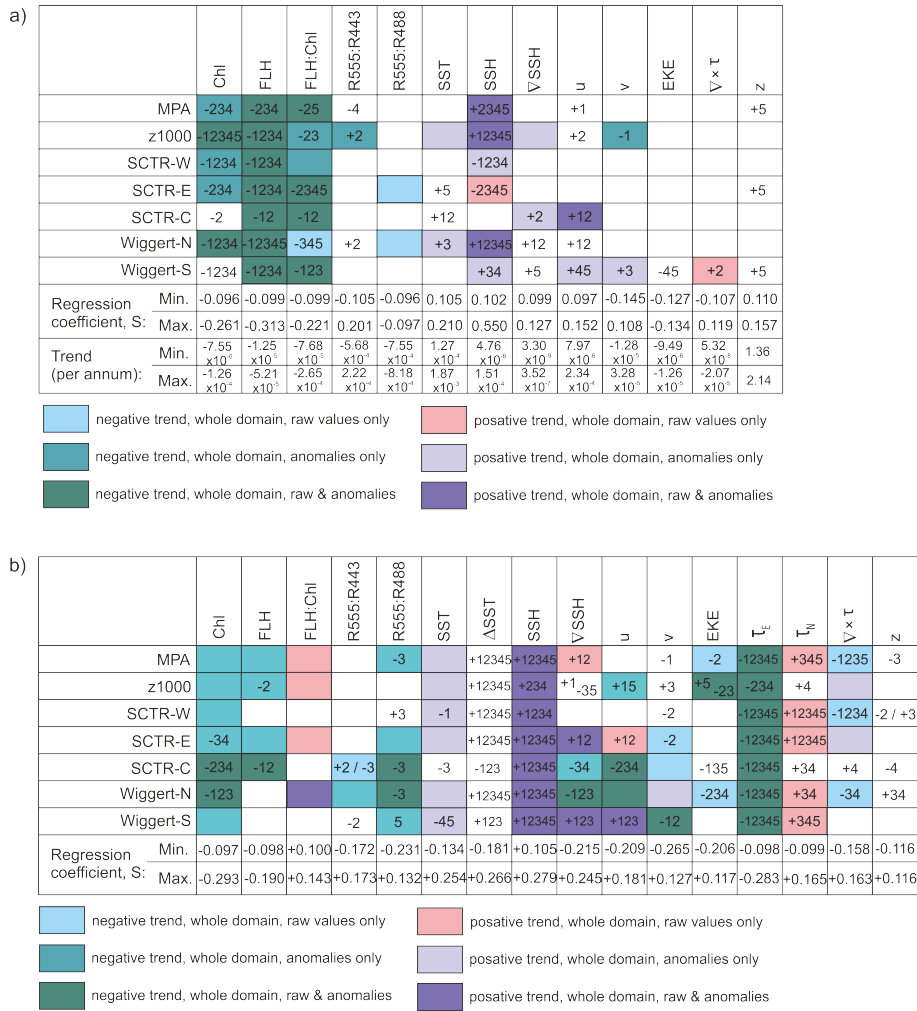 a)
Chl FLH FLH:Chl R555:R443 R555:R488 SST SSH ∇SSH u v EKE ∇×τ z
MPA -234 -234 -25 -4 +2345 +1 +5
z1000 -12345 -1234 -23 +2 +12345 +2 -1
SCTR-W -1234 -1234 -1234
SCTR-E -234 -1234 -2345 +5 -2345 +5
SCTR-C -2 -12 -12 +12 +2 +12
Wiggert-N -1234 -12345 -345 +2 +3 +12345 +12 +12
Wiggert-S -1234 -1234 -123 +34 +5 +45 +3 -45 +2 +5
Regression coefficient, S:
Min. -0.096 -0.099 -0.099 -0.105 -0.096 0.105 0.102 0.099 0.097 -0.145 -0.127 -0.107 0.110
Max. -0.261 -0.313 -0.221 0.201 -0.097 0.210 0.550 0.127 0.152 0.108 -0.134 0.119 0.157
Trend (per annum):
Min. -7.55 x10-6 -1.25 x10-5 -7.68 x10-5 -5.68 x10-4 -7.55 x10-4 1.27 x10-4 4.76 x10-6 3.30 x10-9 7.97 x10-6 -1.28 x10-5 -9.49 x10-6 5.32 x10-8 1.36
Max. -1.26 x10-4 -5.21 x10-5 -2.65 x10-4 2.22 x10-4 -8.18 x10-4 1.87 x10-3 1.51 x10-4 3.52 x10-7 2.34 x10-4 3.28 x10-5 -1.26 x10-5 -2.07 x10-5 2.14
negative trend, whole domain, raw values only
posative trend, whole domain, raw values only
negative trend, whole domain, anomalies only
posative trend, whole domain, anomalies only
negative trend, whole domain, raw & anomalies
posative trend, whole domain, raw & anomalies
b)
Chl FLH FLH:Chl R555:R443 R555:R488 SST ΔSST SSH ∇SSH u v EKE τE τN ∇×τ z
MPA -3 +12345 +12345 +12 -1 -2 -12345 +345 -1235 -3
z1000 -2 +12345 +234 +1 -35 +15 +3 +5 -23 -234 +4
SCTR-W +3 -1 +12345 +1234 -2 -12345 +12345 -1234 -2 / +3
SCTR-E -34 +12345 +12345 +12 +12 -2 -12345 +12345
SCTR-C -234 -12 +2 / -3 -3 -3 -123 +12345 -34 -234 -135 -12345 +34 +4 -4
Wiggert-N -123 -3 +12345 +12345 -123 -234 -12345 +34 -34 +34
Wiggert-S -2 5 -45 +123 +12345 +123 +123 -12 -12345 +345
Regression coefficient, S:
Min. -0.097 -0.098 +0.100 -0.172 -0.231 -0.134 -0.181 +0.105 -0.215 -0.209 -0.265 -0.206 -0.098 -0.099 -0.158 -0.116
Max. -0.293 -0.190 +0.143 +0.173 +0.132 +0.254 +0.266 +0.279 +0.245 +0.181 +0.127 +0.117 -0.283 +0.165 +0.163 +0.116
negative trend, whole domain, raw values only
posative trend, whole domain, raw values only
negative trend, whole domain, anomalies only
posative trend, whole domain, anomalies only
negative trend, whole domain, raw & anomalies
posative trend, whole domain, raw & anomalies